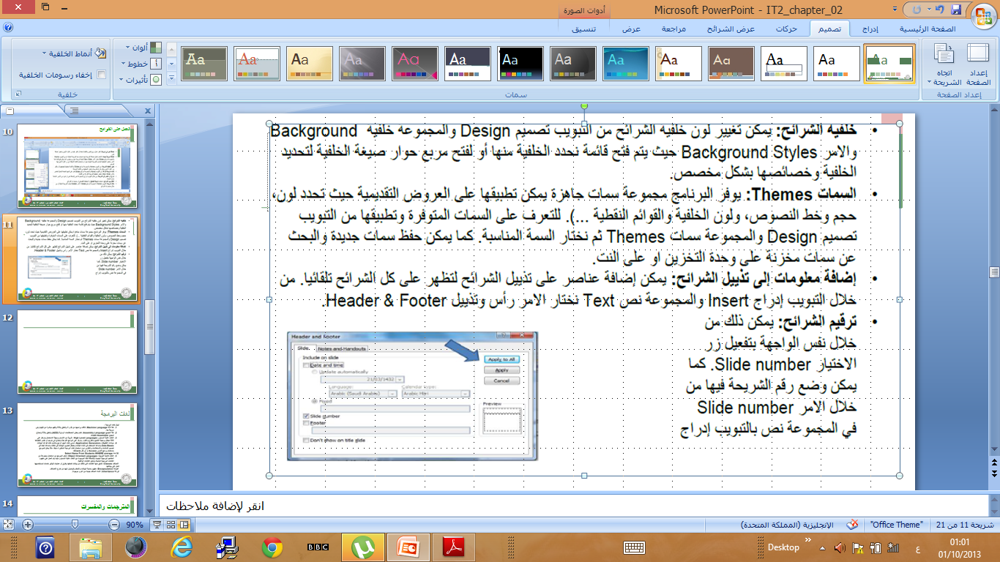 أدوات الصورة
Microsoft PowerPoint - IT2_chapter_02
الصفحة الرئيسية إدراج تصميم حركات عرض الشرائح مراجعة عرض تنسيق
إعداد الصفحة
اتجاه الشريحة
إعداد الصفحة
Aa Aa Aa Aa Aa Aa Aa Aa Aa Aa Aa Aa Aa
سمات
ألوان
خطوط
تأثيرات
أنماط الخلفية
إخفاء رسومات الخلفية
خلفية
10
11
12
13
لغات البرمجة
14
المترجمات والمفسرات
• خلفية الشرائح: يمكن تغيير لون خلفية الشرائح من التبويب تصميم Design والمجموعة خلفية Background
والامر Background Styles حيث يتم فتح قائمة نحدد الخلفية منها أو لفتح مربع حوار صيغة الخلفية لتحديد
الخلفية وخصائصها بشكل مخصص.
• السمات Themes: يوفر البرنامج مجموعة سمات جاهزة يمكن تطبيقها على العروض التقديمية حيث تحدد لون،
حجم وخط النصوص، ولون الخلفية والقوائم النقطية ...). للتعرف على السمات المتوفرة وتطبيقها من التبويب
تصميم Design والمجموعة سمات Themes ثم نختار السمة المناسبة. كما يمكن حفظ سمات جديدة والبحث
عن سمات مخزنة على وحدة التخزين او على النت.
• إضافة معلومات إلى تذييل الشرائح: يمكن إضافة عناصر على تذييل الشرائح لتظهر على كل الشرائح تلقائيا. من
خلال التبويب إدراج Insert والمجموعة نص Text نختار الامر رأس وتذييل Header & Footer.
• ترقيم الشرائح: يمكن ذلك من
خلال نفس الواجهة بتفعيل زر
الاختيار Slide number. كما
يمكن وضع رقم الشريحة فيها من
خلال الامر Slide number
في المجموعة نص بالتبويب إدراج
Header and Footer
Slide Notes and Handouts
Include on slide
Date and time
Update automatically
21/03/1433
Language: Calendar type:
Arabic (Saudi Arabia) Arabic Hijri
Fixed
Slide number
Footer
Don't show on title slide
Apply to All
Apply
Cancel
Preview
انقر لإضافة ملاحظات
شريحة 11 من 21
"Office Theme"
الإنجليزية (المملكة المتحدة)
90%
BBC
Desktop
ع
01:01
01/10/2013